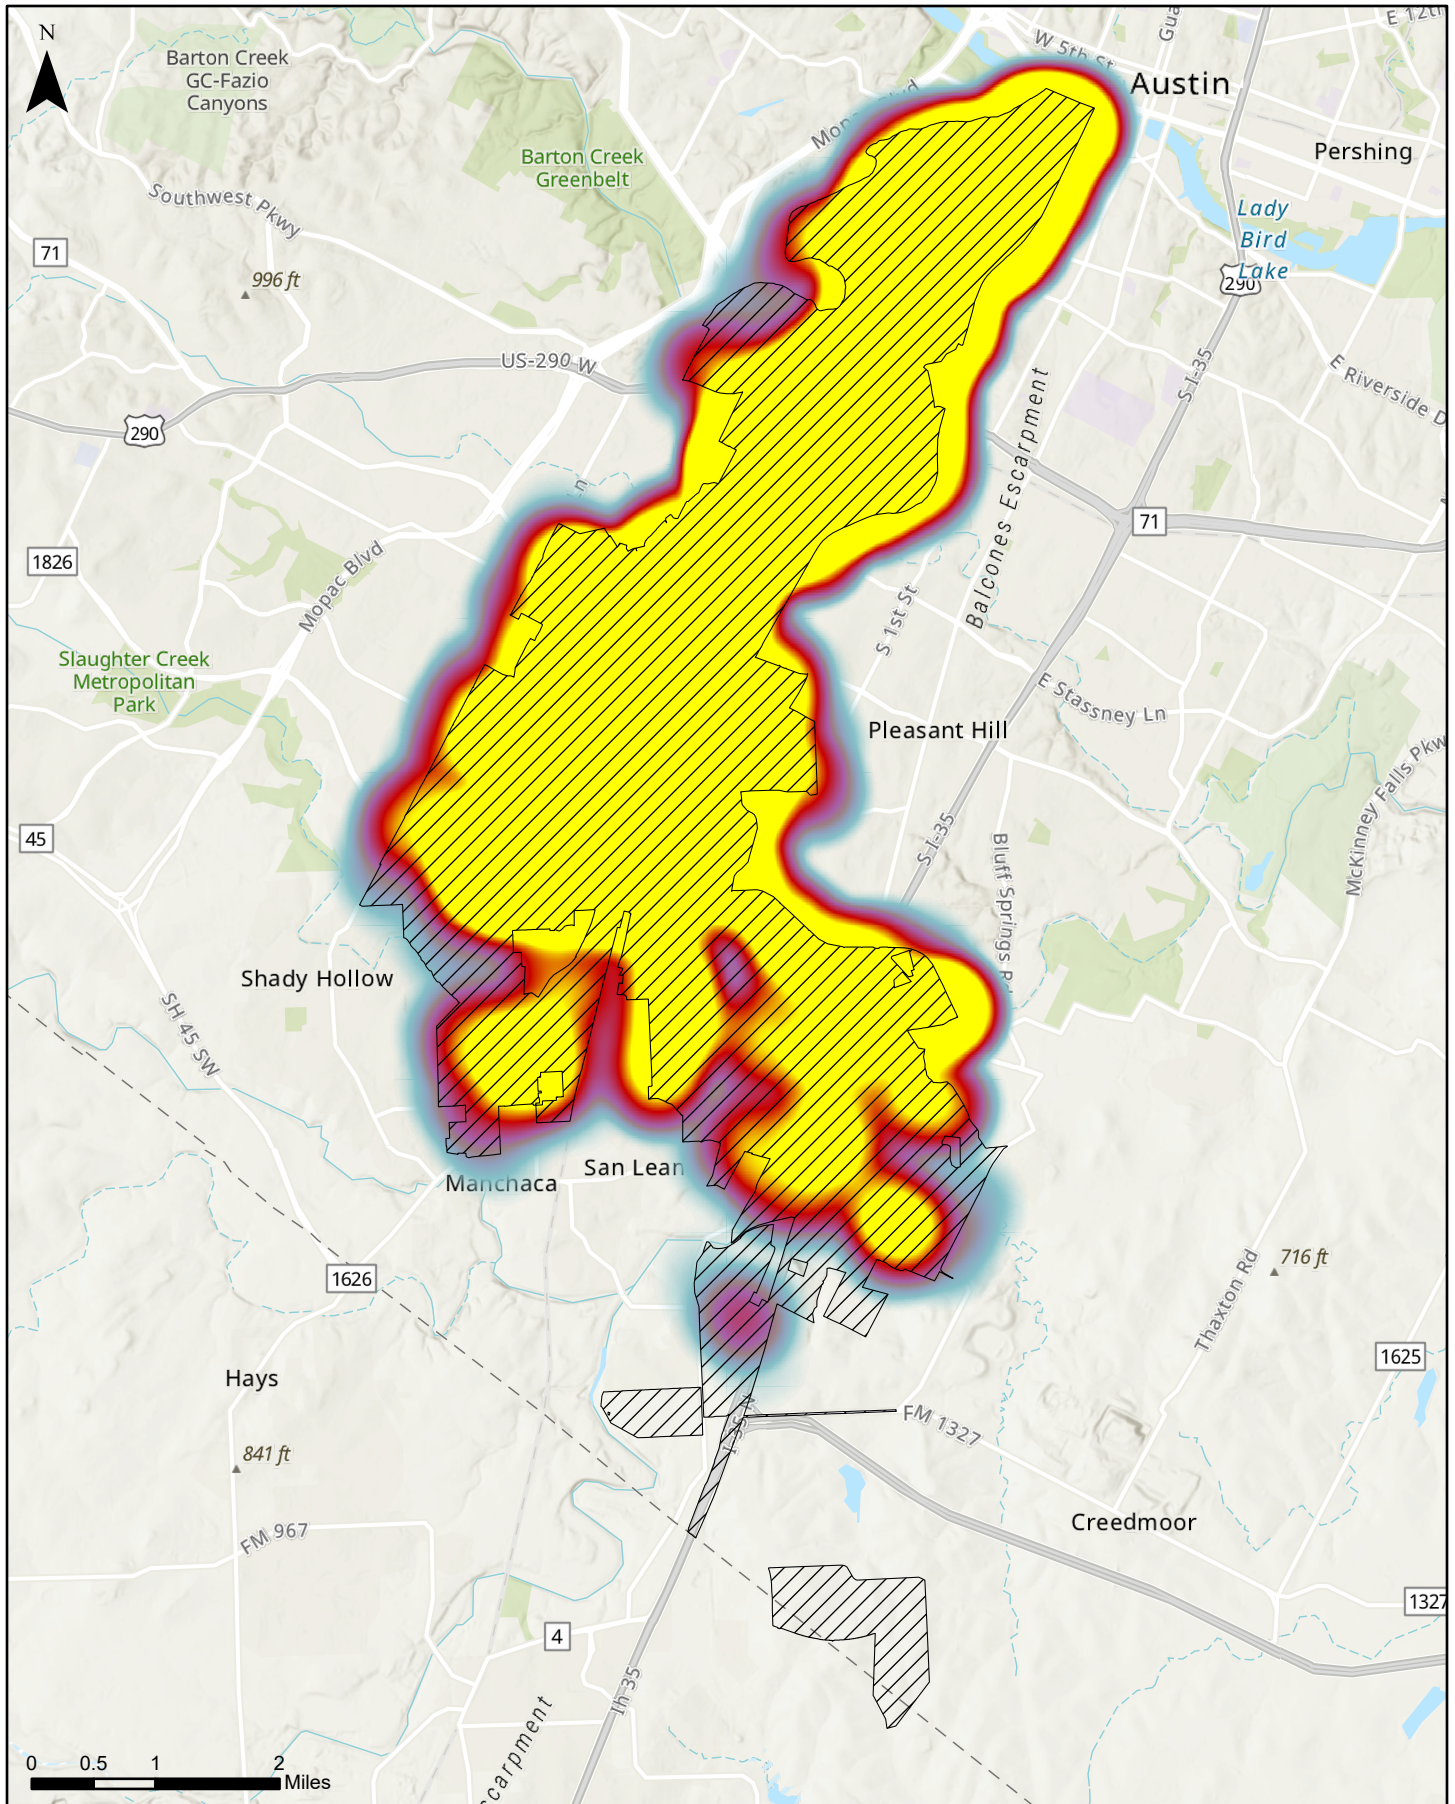 N
Barton Creek
GC-Fazio
Canyons
W 5th St
E 12th
Austin
Pershing
Barton Creek
Greenbelt
Southwest Pkwy
71
996 ft
Lady
Bird
Lake
290
US-290 W
290
S I-35
E Riverside D
Balcones Escarpment
71
1826
Mopac Blvd
Ln
S 1st St
Slaughter Creek
Metropolitan
Park
E Stassney Ln
Pleasant Hill
McKinney Falls Pkw
45
S I-35
Bluff Springs Rd
Shady Hollow
SH 45 SW
San Lean
Manchaca
1626
716 ft
Thaxton Rd
1625
Hays
FM 1327
841 ft
Creedmoor
FM 967
1327
4
Ih 35
scarpment
0 0.5 1 2
Miles